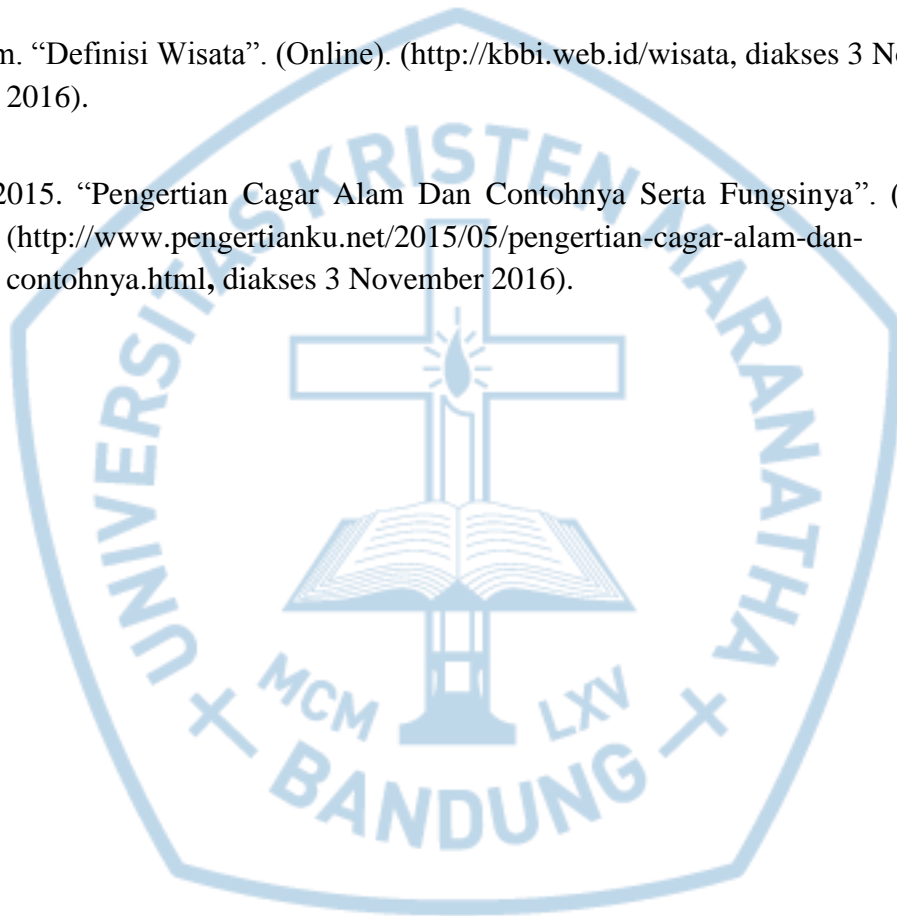 m. “Definisi Wisata”. (Online). (http://kbbi.web.id/wisata, diakses 3 No
2016).
2015. “Pengertian Cagar Alam Dan Contohnya Serta Fungsinya”. (
(http://www.pengertianku.net/2015/05/pengertian-cagar-alam-dan-
contohnya.html, diakses 3 November 2016).
UNIVERSITAS KRISTEN MARANATHA
MCM LXV
BANDUNG